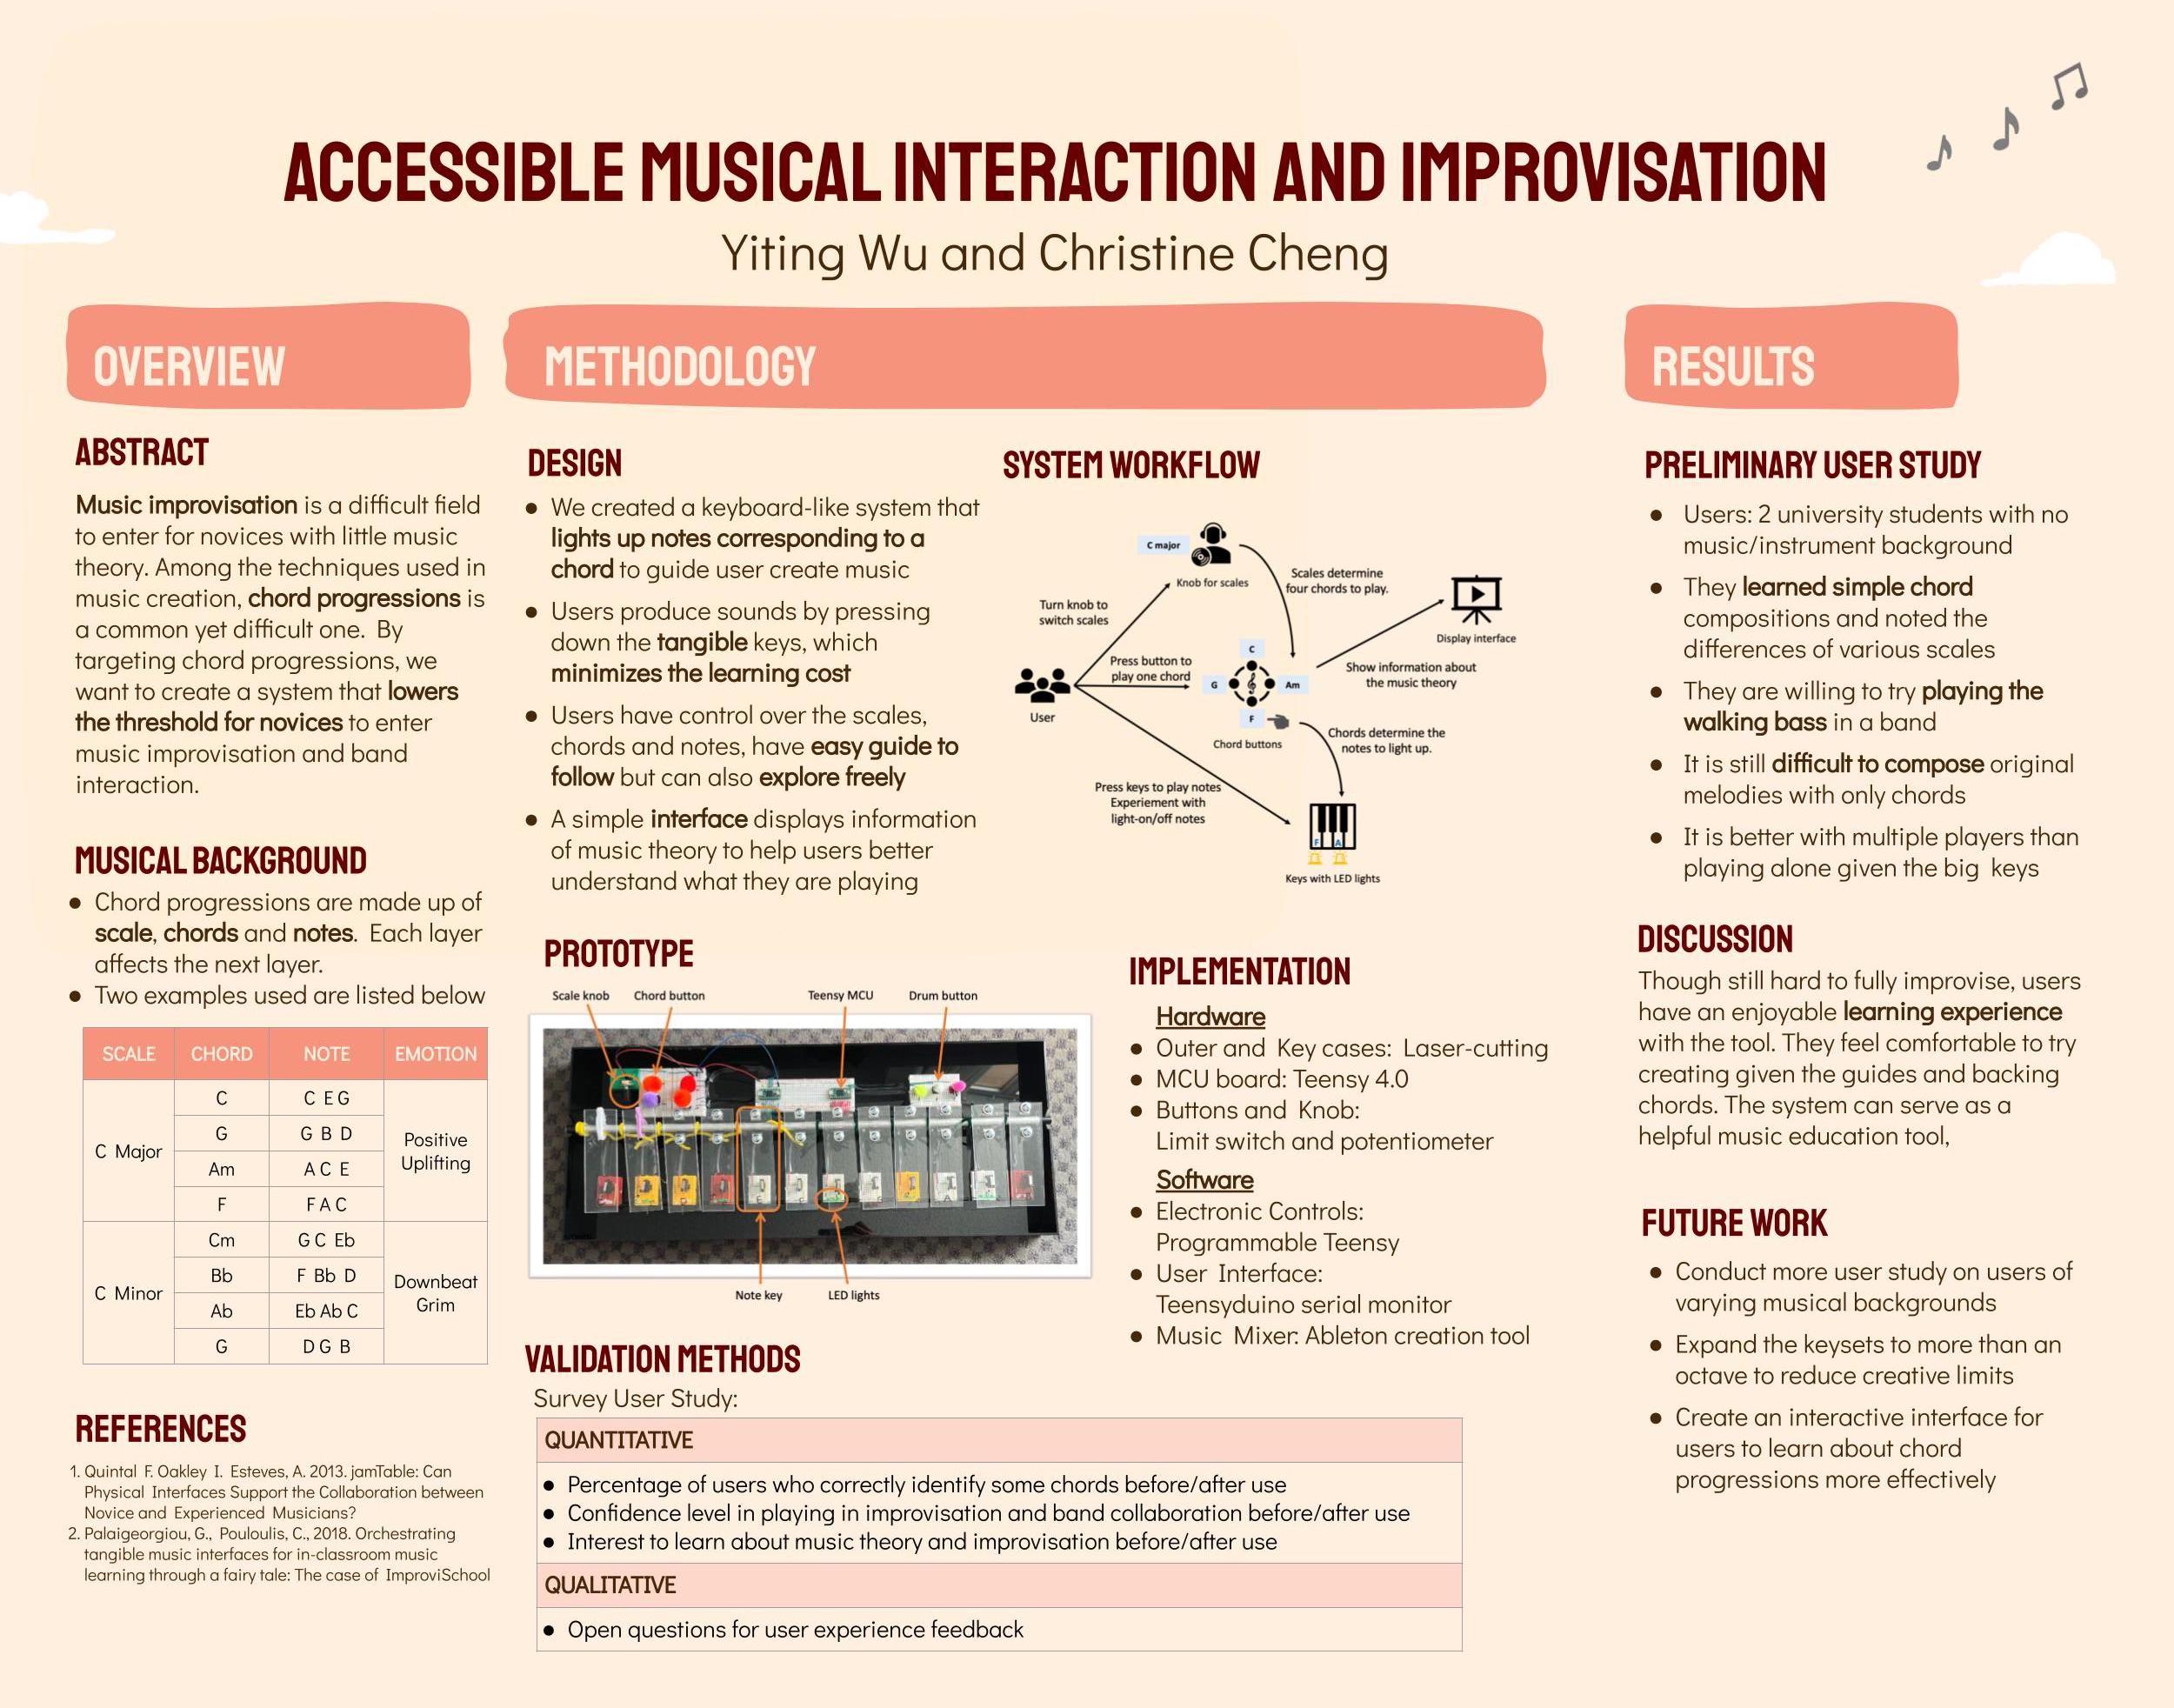 ACCESSIBLE MUSICAL INTERACTION AND IMPROVISATION
Yiting Wu and Christine Cheng
OVERVIEW
ABSTRACT
Music improvisation is a difficult field
to enter for novices with little music
theory. Among the techniques used in
music creation, chord progressions is
a common yet difficult one. By
targeting chord progressions, we
want to create a system that lowers
the threshold for novices to enter
music improvisation and band
interaction.
MUSICAL BACKGROUND
● Chord progressions are made up of
scale, chords and notes. Each layer
affects the next layer.
● Two examples used are listed below
SCALE CHORD NOTE EMOTION
C Major
C C E G
G G B D
Am A C E
F F A C
Positive
Uplifting
C Minor
Cm G C Eb
Bb F Bb D
Ab Eb Ab C
G D G B
Downbeat
Grim
REFERENCES
1. Quintal F. Oakley I. Esteves, A. 2013. jamTable: Can
Physical Interfaces Support the Collaboration between
Novice and Experienced Musicians?
2. Palaigeorgiou, G., Pouloulis, C., 2018. Orchestrating
tangible music interfaces for in-classroom music
learning through a fairy tale: The case of ImproviSchool
METHODOLOGY
DESIGN
● We created a keyboard-like system that
lights up notes corresponding to a
chord to guide user create music
● Users produce sounds by pressing
down the tangible keys, which
minimizes the learning cost
● Users have control over the scales,
chords and notes, have easy guide to
follow but can also explore freely
● A simple interface displays information
of music theory to help users better
understand what they are playing
SYSTEM WORKFLOW
C major
Knob for scales
Turn knob to
switch scales
Scales determine
four chords to play.
Display interface
Press button to
play one chord
C
G
Am
F
Chord buttons
Show information about
the music theory
User
Chords determine the
notes to light up.
Press keys to play notes
Experiement with
light-on/off notes
F A
Keys with LED lights
PROTOTYPE
Scale knob
Chord button
Teensy MCU
Drum button
Note key
LED lights
IMPLEMENTATION
Hardware
● Outer and Key cases: Laser-cutting
● MCU board: Teensy 4.0
● Buttons and Knob:
Limit switch and potentiometer
Software
● Electronic Controls:
Programmable Teensy
● User Interface:
Teensyduino serial monitor
● Music Mixer: Ableton creation tool
VALIDATION METHODS
Survey User Study:
QUANTITATIVE
● Percentage of users who correctly identify some chords before/after use
● Confidence level in playing in improvisation and band collaboration before/after use
● Interest to learn about music theory and improvisation before/after use
QUALITATIVE
● Open questions for user experience feedback
RESULTS
PRELIMINARY USER STUDY
● Users: 2 university students with no
music/instrument background
● They learned simple chord
compositions and noted the
differences of various scales
● They are willing to try playing the
walking bass in a band
● It is still difficult to compose original
melodies with only chords
● It is better with multiple players than
playing alone given the big keys
DISCUSSION
Though still hard to fully improvise, users
have an enjoyable learning experience
with the tool. They feel comfortable to try
creating given the guides and backing
chords. The system can serve as a
helpful music education tool,
FUTURE WORK
● Conduct more user study on users of
varying musical backgrounds
● Expand the keysets to more than an
octave to reduce creative limits
● Create an interactive interface for
users to learn about chord
progressions more effectively